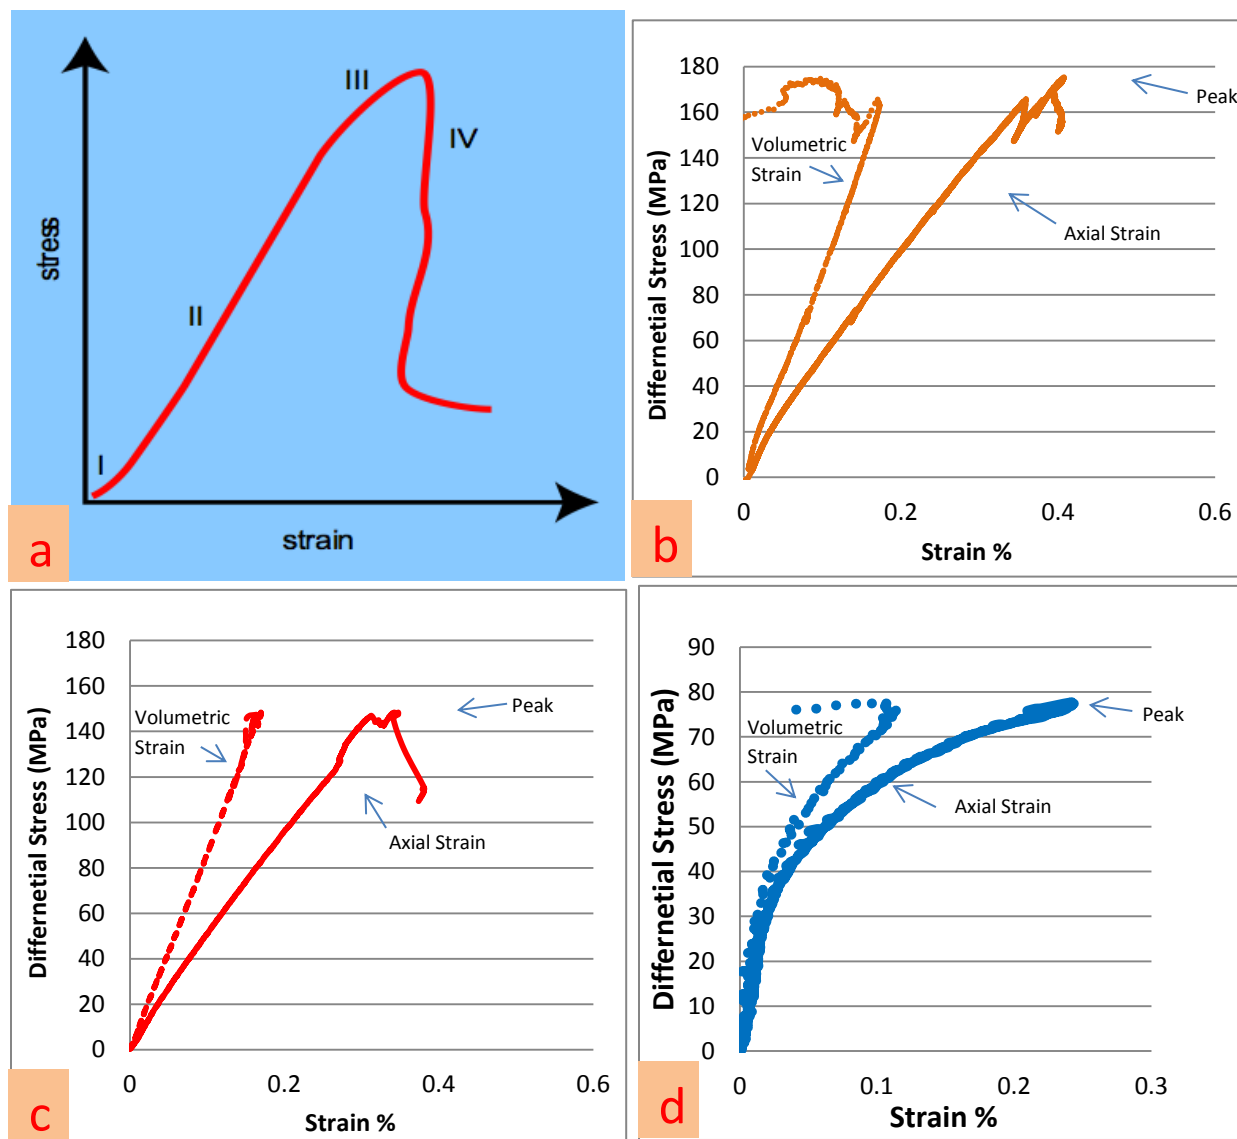 stress
I
II
III
IV
strain
a
Differnetial Stress (MPa)
180
160
140
120
100
80
60
40
20
0
Peak
Volumetric
Strain
Axial Strain
0
0.2
0.4
0.6
Strain %
b
Differnetial Stress (MPa)
180
160
140
120
100
80
60
40
20
0
Peak
Volumetric
Strain
Axial Strain
0
0.2
0.4
0.6
Strain %
c
Differnetial Stress (MPa)
90
80
70
60
50
40
30
20
10
0
Peak
Volumetric
Strain
Axial Strain
0
0.1
0.2
0.3
Strain %
d